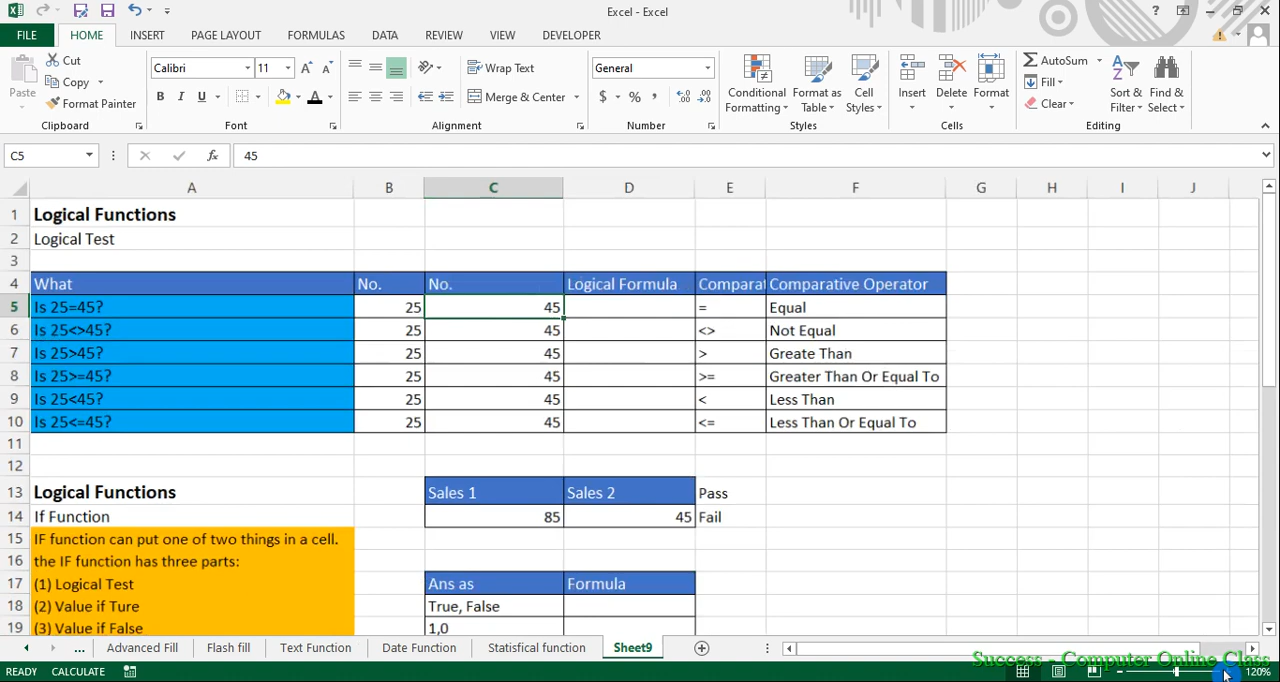 Excel - Excel
FILE HOME INSERT PAGE LAYOUT FORMULAS DATA REVIEW VIEW DEVELOPER
Paste
Cut
Copy
Format Painter
Clipboard
Calibri 11
B I U
Font
Wrap Text
Merge & Center
Alignment
General
$ % ,
Number
Conditional Formatting
Format as Table
Cell Styles
Styles
Insert Delete Format
Cells
AutoSum
Fill
Clear
Sort & Filter
Find & Select
Editing
C5 fx 45
A B C D E F G H I J
1 Logical Functions
2 Logical Test
3
4 What No. No. Logical Formula Comparat Comparative Operator
5 Is 25=45? 25 45 = Equal
6 Is 25<>45? 25 45 <> Not Equal
7 Is 25>45? 25 45 > Greate Than
8 Is 25>=45? 25 45 >= Greater Than Or Equal To
9 Is 25<45? 25 45 < Less Than
10 Is 25<=45? 25 45 <= Less Than Or Equal To
11
12
13 Logical Functions Sales 1 Sales 2 Pass
14 If Function 85 45 Fail
15 IF function can put one of two things in a cell.
16 the IF function has three parts:
17 (1) Logical Test Ans as Formula
18 (2) Value if Ture True, False
19 (3) Value if False 1,0
... Advanced Fill Flash fill Text Function Date Function Statistical function Sheet9
Success - Computer Online Class
READY CALCULATE 120%